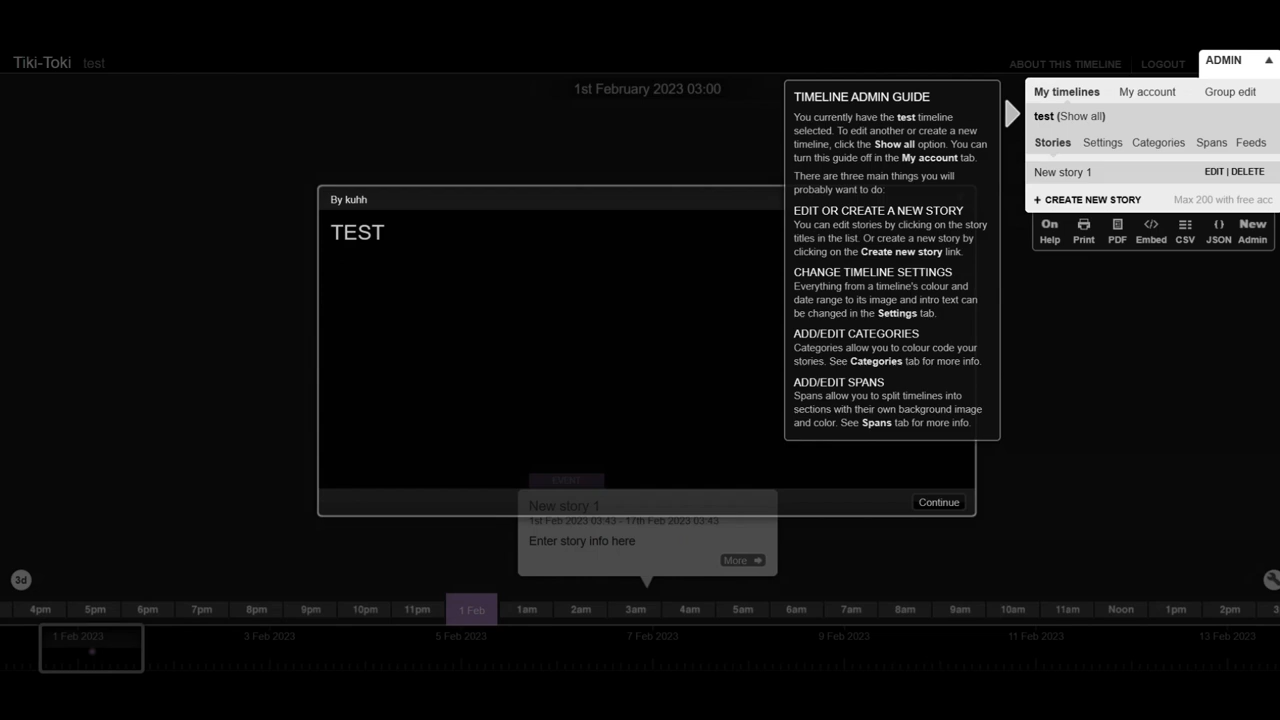 Tiki-Toki test
ABOUT THIS TIMELINE
LOGOUT
ADMIN
1st February 2023 03:00
My timelines
My account
Group edit
test (Show all)
Stories
Settings
Categories
Spans
Feeds
New story 1
EDIT | DELETE
+ CREATE NEW STORY
Max 200 with free acc
On
Help
Print
PDF
Embed
CSV
JSON
New
Admin
TIMELINE ADMIN GUIDE
You currently have the test timeline
selected. To edit another or create a new
timeline, click the Show all option. You can
turn this guide off in the My account tab.
There are three main things you will
probably want to do:
EDIT OR CREATE A NEW STORY
You can edit stories by clicking on the story
titles in the list. Or create a new story by
clicking on the Create new story link.
CHANGE TIMELINE SETTINGS
Everything from a timeline's colour and
date range to its image and intro text can
be changed in the Settings tab.
ADD/EDIT CATEGORIES
Categories allow you to colour code your
stories. See Categories tab for more info.
ADD/EDIT SPANS
Spans allow you to split timelines into
sections with their own background image
and color. See Spans tab for more info.
By kuhh
TEST
Continue
EVENT
New story 1
1st Feb 2023 03:43 - 17th Feb 2023 03:43
Enter story info here
More
3d
4pm 5pm 6pm 7pm 8pm 9pm 10pm 11pm 1 Feb 1am 2am 3am 4am 5am 6am 7am 8am 9am 10am 11am Noon 1pm 2pm 3
1 Feb 2023 3 Feb 2023 5 Feb 2023 7 Feb 2023 9 Feb 2023 11 Feb 2023 13 Feb 2023